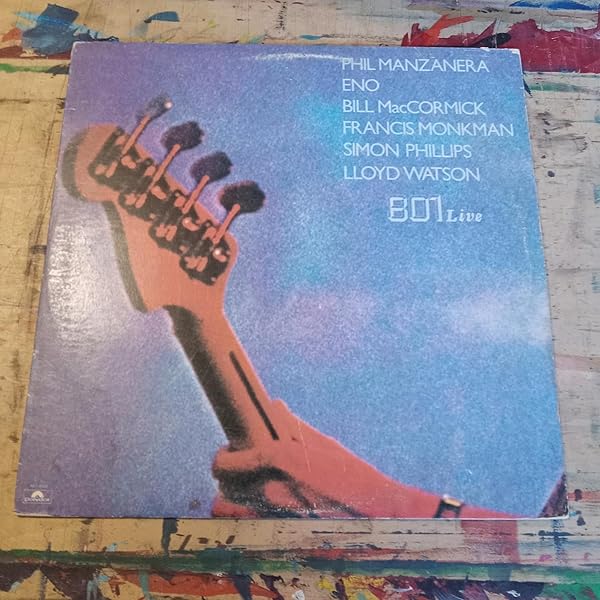 PHIL MANZANERA
ENO
BILL MacCORMICK
FRANCIS MONKMAN
SIMON PHILLIPS
LLOYD WATSON
801 Live